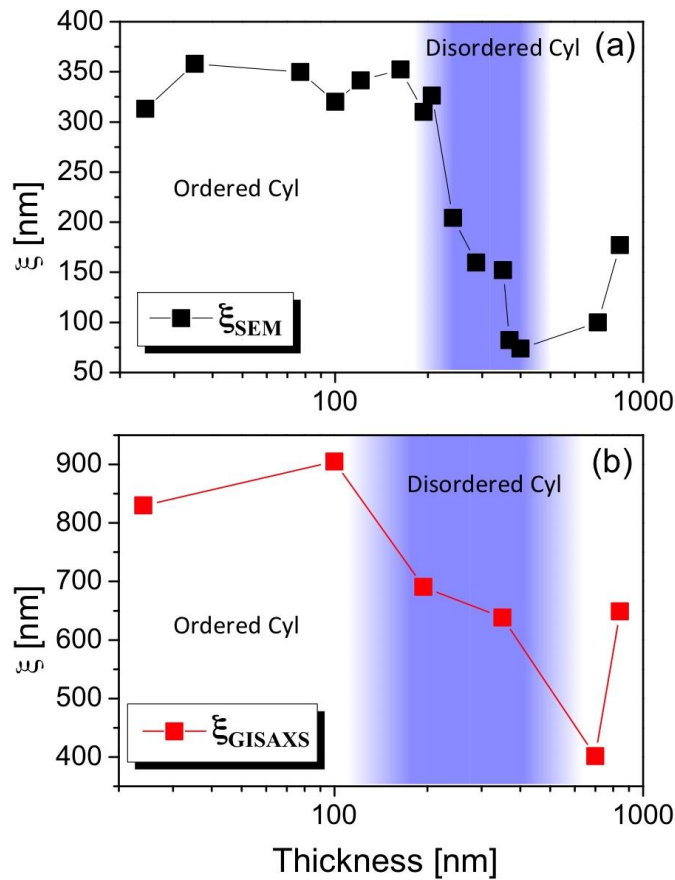 400
350
300
250
200
150
100
50
ξ [nm]
Disordered Cyl
(a)
Ordered Cyl
ξSEM
100
1000
900
800
700
600
500
400
ξ [nm]
Disordered Cyl
(b)
Ordered Cyl
ξGISAXS
100
1000
Thickness [nm]